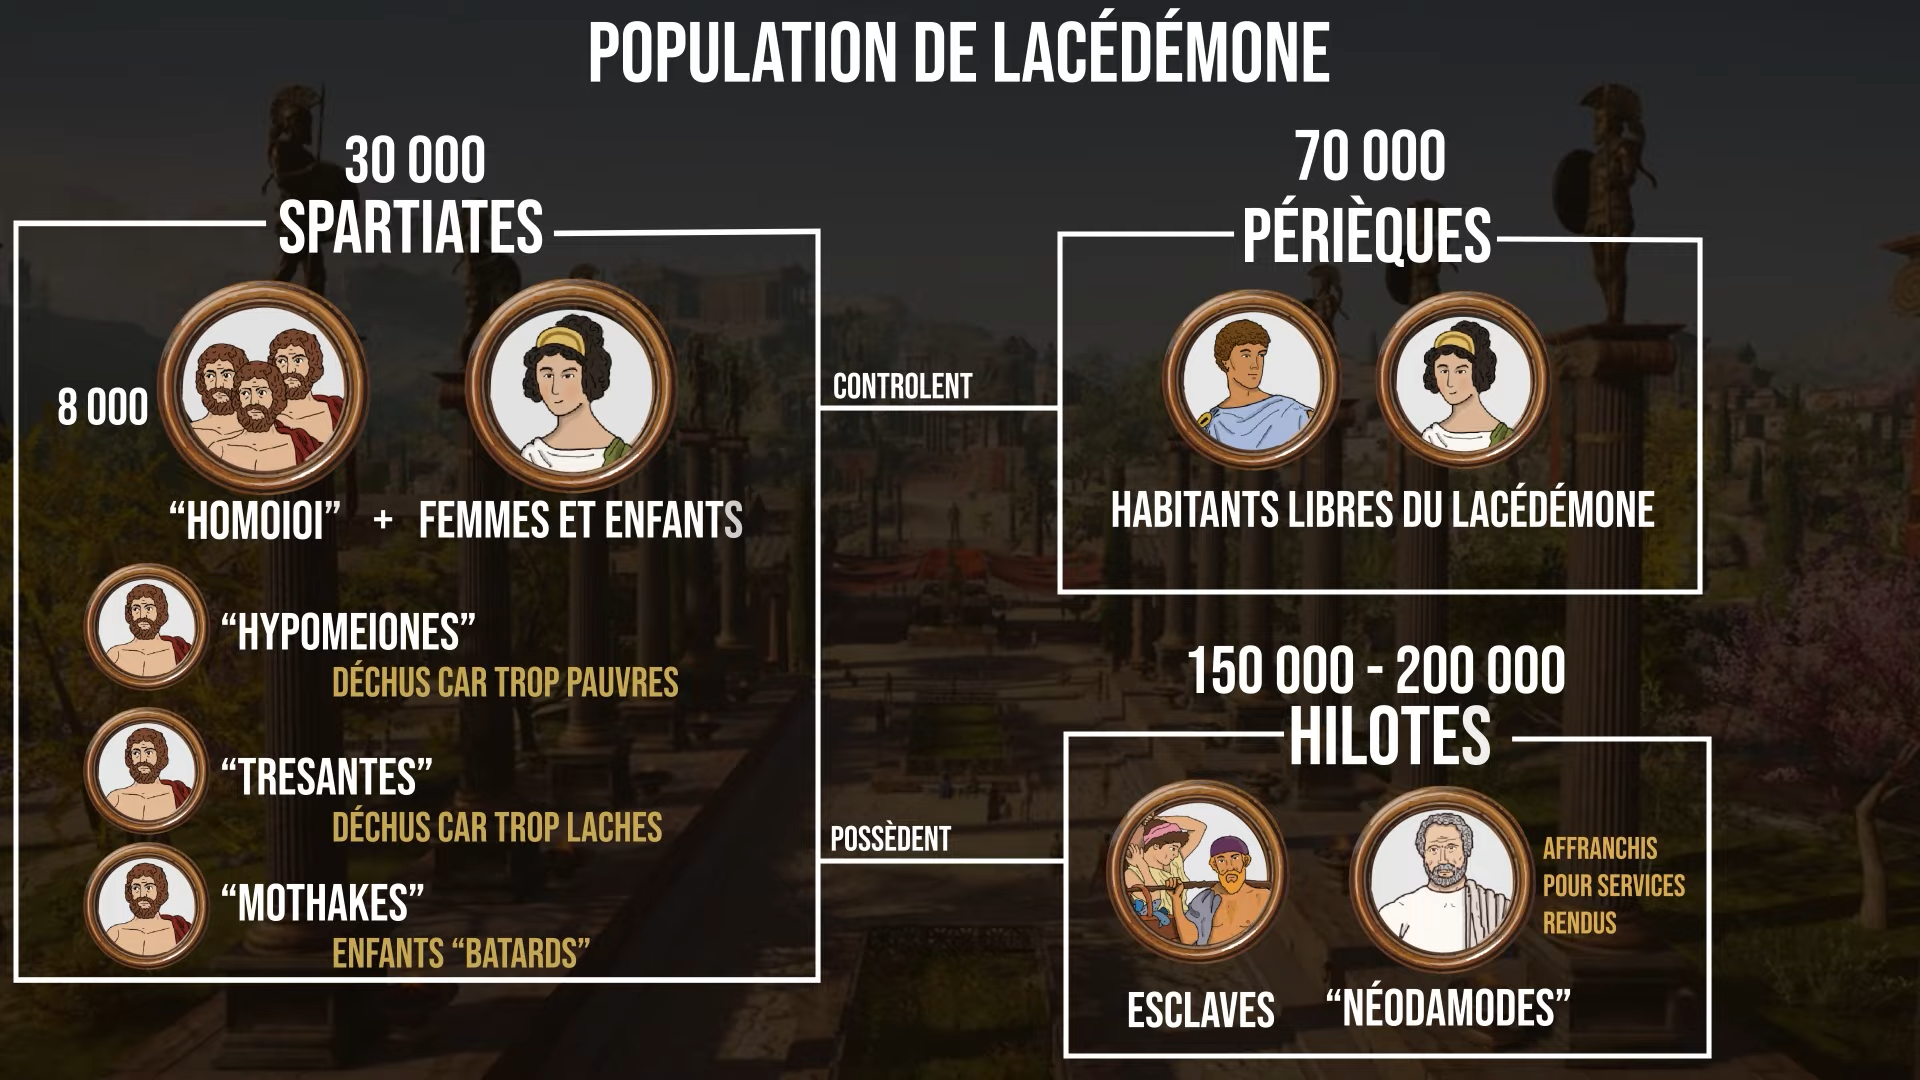 POPULATION DE LACÉDÉMONE
30 000
SPARTIATES
8 000
“HOMOIOI” + FEMMES ET ENFANTS
“HYPOMEIONES”
DÉCHUS CAR TROP PAUVRES
“TRESANTES”
DÉCHUS CAR TROP LACHES
“MOTHAKES”
ENFANTS “BATARDS”
CONTROLENT
70 000
PÉRIÈQUES
HABITANTS LIBRES DU LACÉDÉMONE
POSSÈDENT
150 000 - 200 000
HILOTES
ESCLAVES
“NÉODAMODES”
AFFRANCHIS
POUR SERVICES
RENDUS